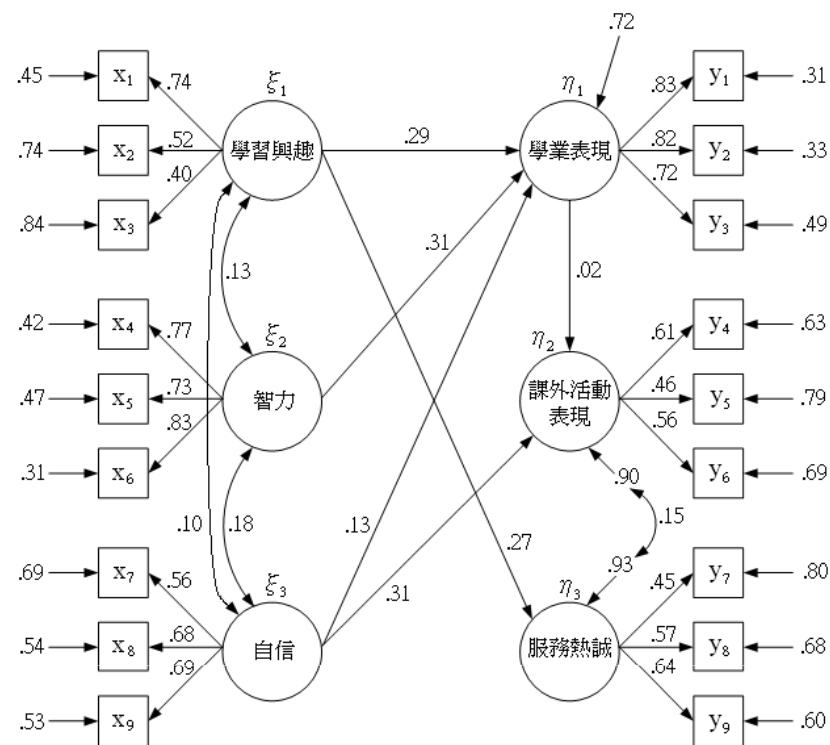 .72
.45 x1 .74 ξ1 η1 .83 y1 .31
.74 x2 .52 學習興趣 .29 學業表現 .82 y2 .33
.40 .72
.84 x3 y3 .49
.31
.13 .02
.42 x4 .77 ξ2 η2 .61 y4 .63
.47 x5 .73 智力 課外活動 .46 y5 .79
表現
.83 .56
.31 x6 .90 y6 .69
.10 .18 .13 .15
.27
.69 x7 .56 ξ3 .31 η3 .93 .45 y7 .80
.54 x8 .68 自信 服務熱誠 .57 y8 .68
.69 .64
.53 x9 y9 .60